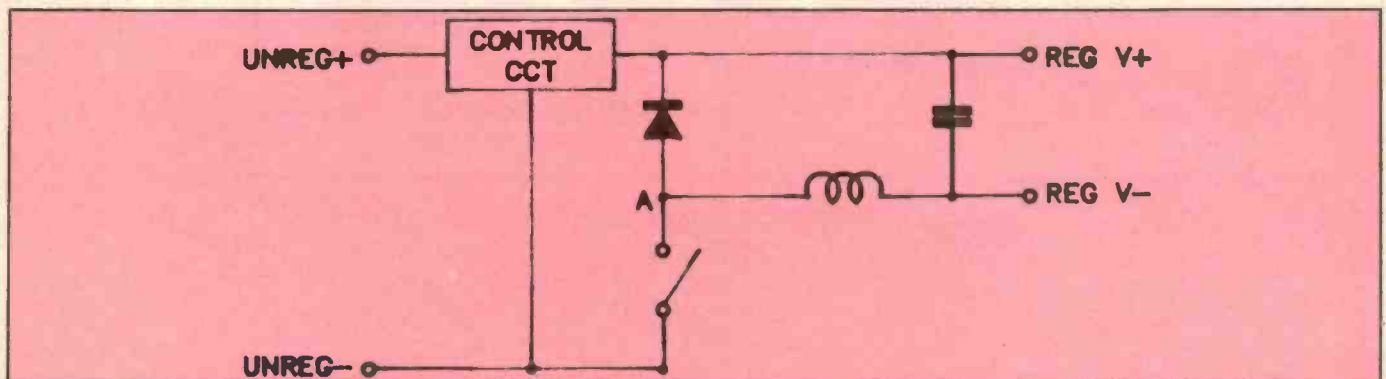 UNREG+
CONTROL
CCT
REG V+
A
REG V-
UNREG-